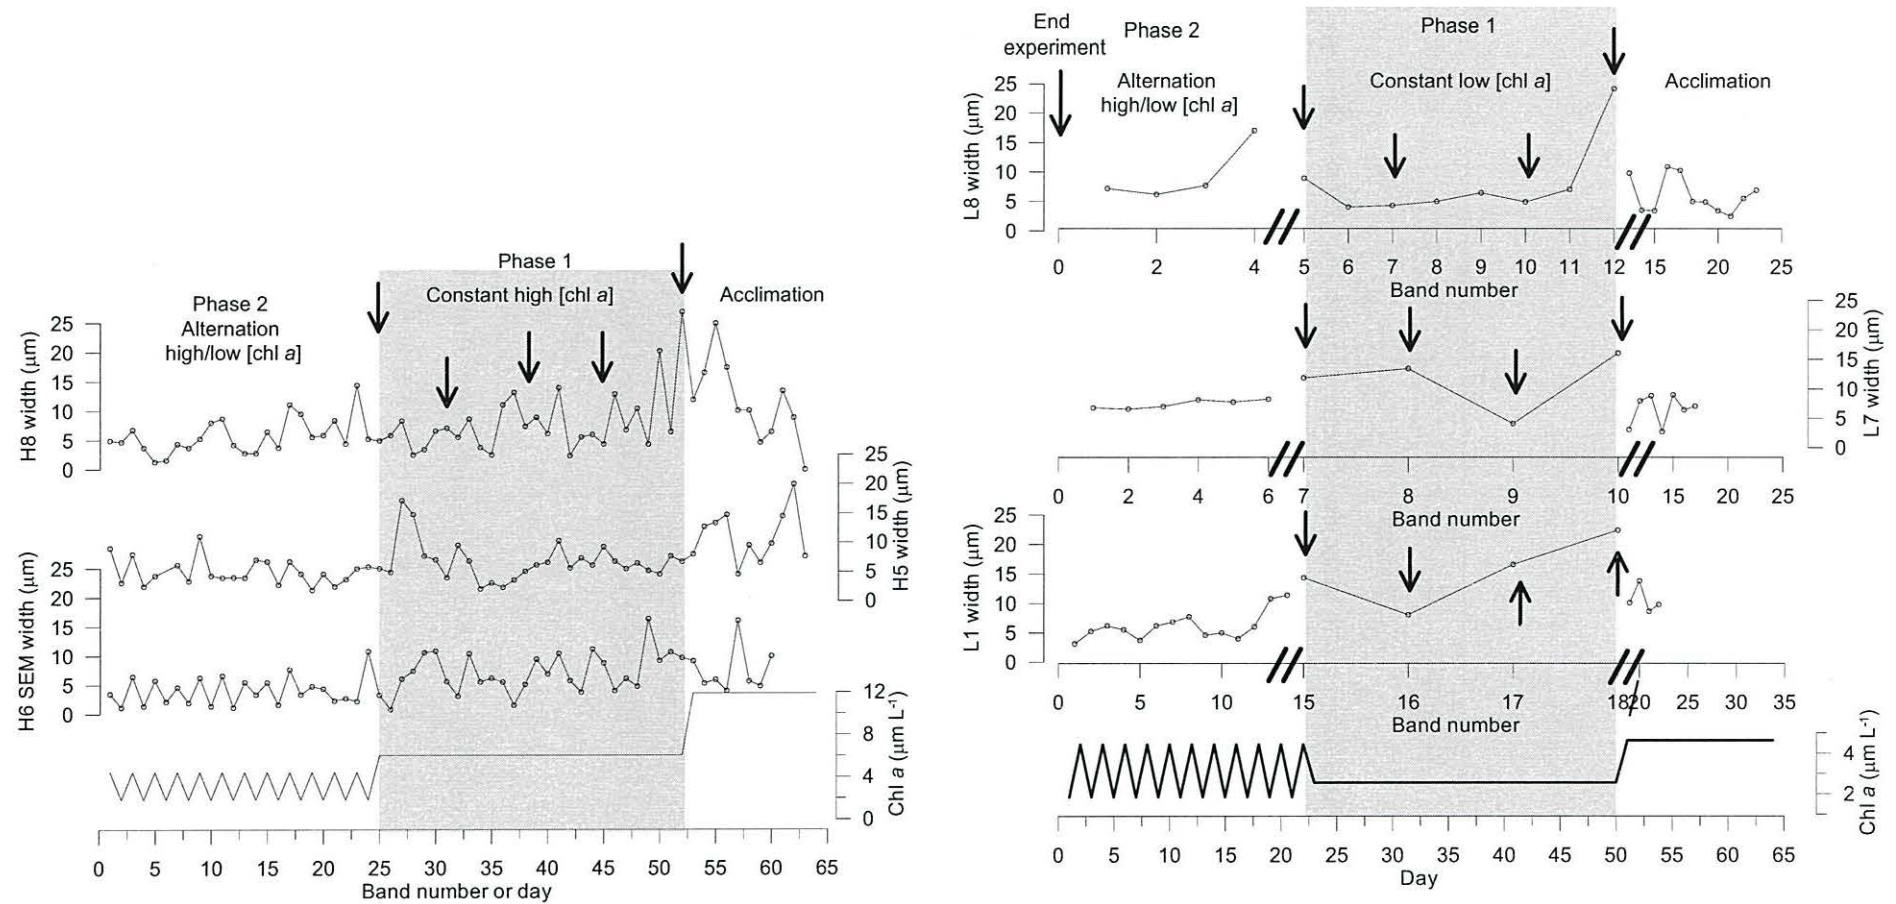 Phase 1
Constant high [chl a]
Acclimation
Phase 2
Alternation
high/low [chl a]
H8 width (µm)
25
20
15
10
5
0
H5 width (µm)
25
20
15
10
5
0
H6 SEM width (µm)
25
20
15
10
5
0
Chl a (µm L-1)
12
8
4
0
0 5 10 15 20 25 30 35 40 45 50 55 60 65
Band number or day
End
experiment
Phase 2
Alternation
high/low [chl a]
Phase 1
Constant low [chl a]
Acclimation
L8 width (µm)
25
20
15
10
5
0
0 2 4 5 6 7 8 9 10 11 12 15 20 25
Band number
L7 width (µm)
25
20
15
10
5
0
0 2 4 6 7 8 9 10 15 20 25
Band number
L1 width (µm)
25
20
15
10
5
0
0 5 10 15 16 17 18 20 25 30 35
Band number
Chl a (µm L-1)
4
2
0 5 10 15 20 25 30 35 40 45 50 55 60 65
Day